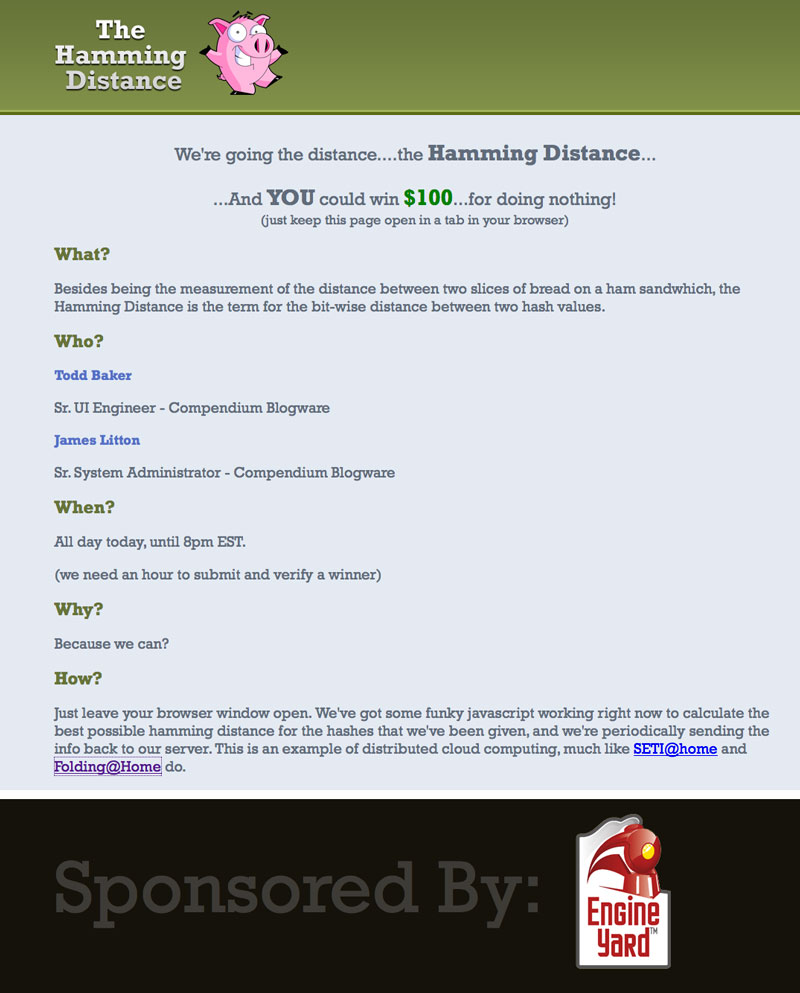 The
Hamming
Distance
We're going the distance....the Hamming Distance...
...And YOU could win $100...for doing nothing!
(just keep this page open in a tab in your browser)
What?
Besides being the measurement of the distance between two slices of bread on a ham sandwhich, the
Hamming Distance is the term for the bit-wise distance between two hash values.
Who?
Todd Baker
Sr. UI Engineer - Compendium Blogware
James Litton
Sr. System Administrator - Compendium Blogware
When?
All day today, until 8pm EST.
(we need an hour to submit and verify a winner)
Why?
Because we can?
How?
Just leave your browser window open. We've got some funky javascript working right now to calculate the
best possible hamming distance for the hashes that we've been given, and we're periodically sending the
info back to our server. This is an example of distributed cloud computing, much like SETI@home and
Folding@Home do.
Sponsored By:
Engine
Yard™